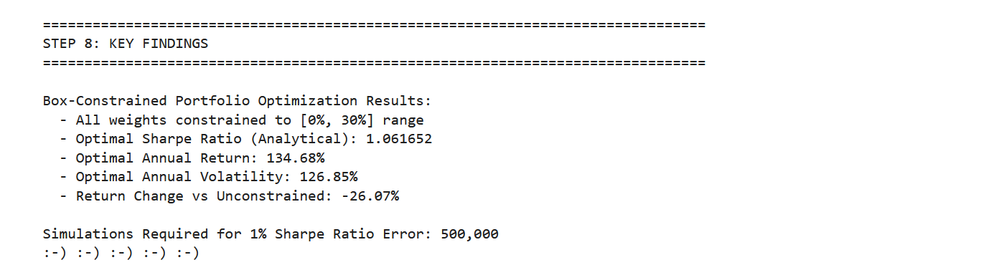 ================================================================================
STEP 8: KEY FINDINGS
================================================================================
Box-Constrained Portfolio Optimization Results:
- All weights constrained to [0%, 30%] range
- Optimal Sharpe Ratio (Analytical): 1.061652
- Optimal Annual Return: 134.68%
- Optimal Annual Volatility: 126.85%
- Return Change vs Unconstrained: -26.07%
Simulations Required for 1% Sharpe Ratio Error: 500,000
:-) :-) :-) :-) :-)